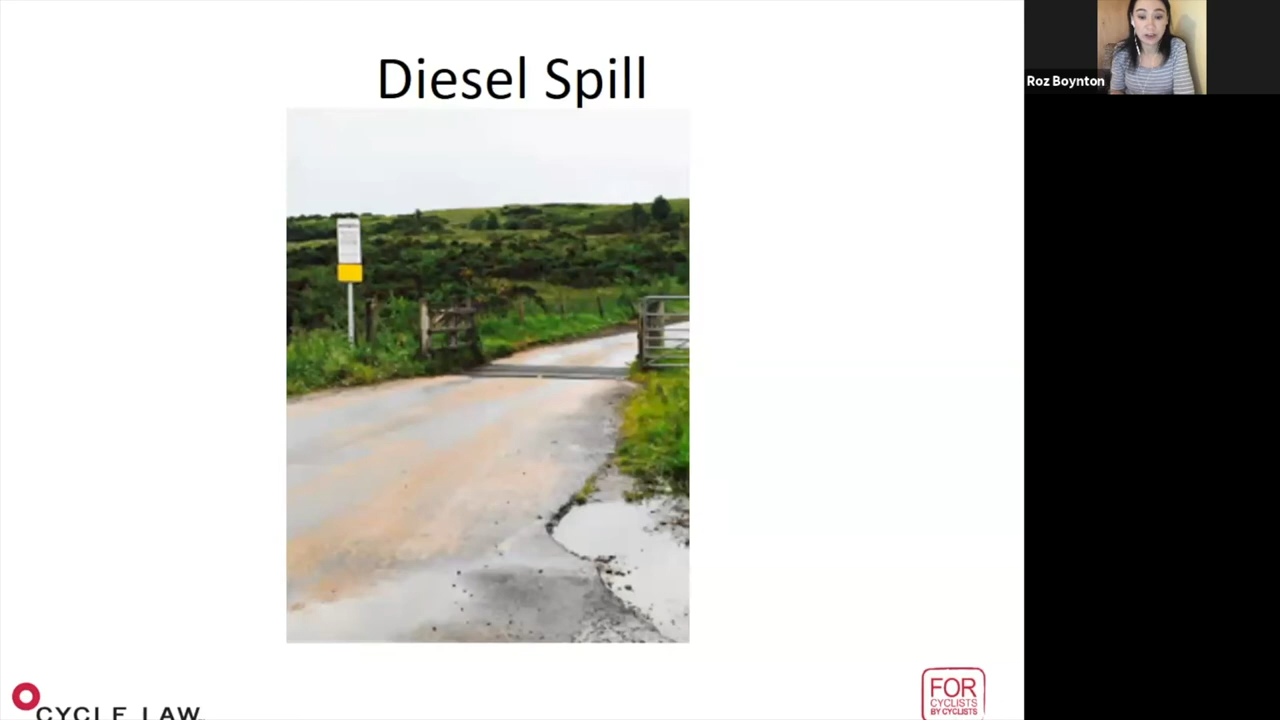 Diesel Spill
Roz Boynton
CYCLE LAW
FOR
CYCLISTS
BY CYCLISTS